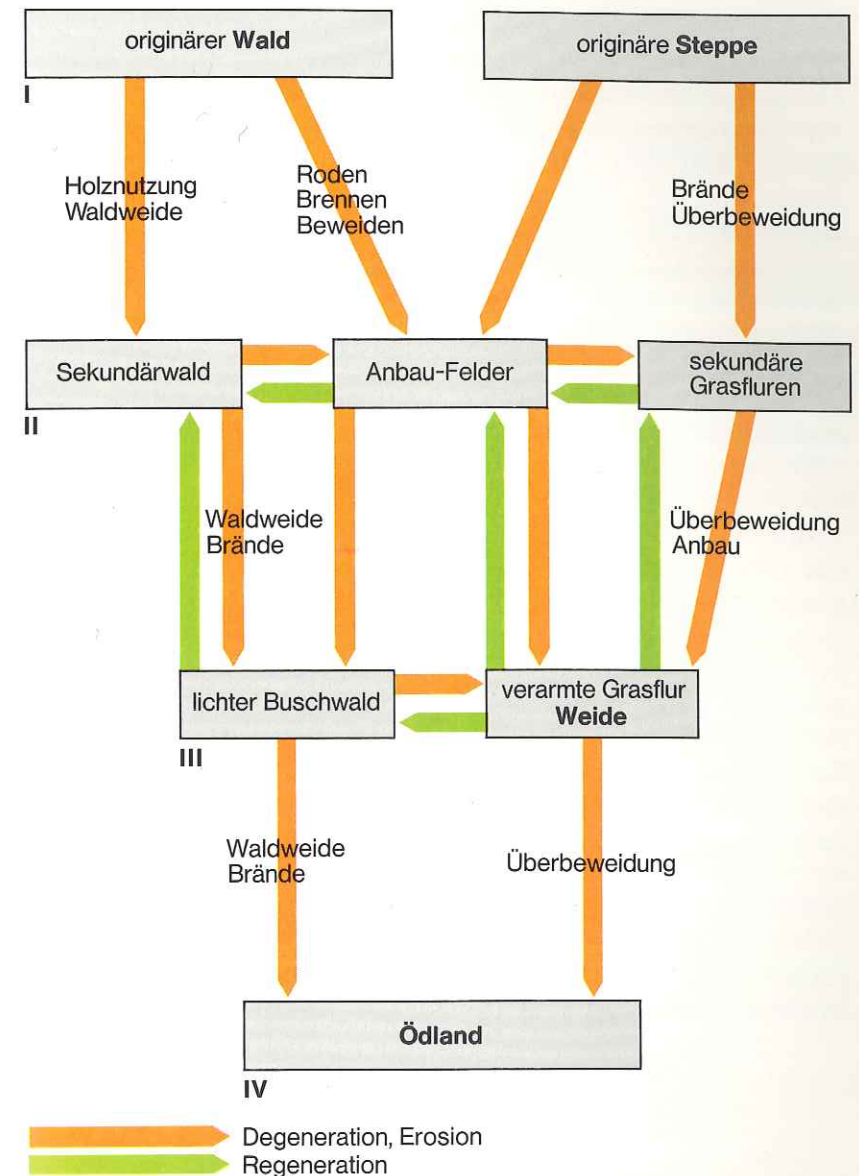 originärer Wald
originäre Steppe
I
Holznutzung
Waldweide
Roden
Brennen
Beweiden
Brände
Überbeweidung
Sekundärwald
Anbau-Felder
sekundäre
Grasfluren
II
Waldweide
Brände
Überbeweidung
Anbau
lichter Buschwald
verarmte Grasflur
Weide
III
Waldweide
Brände
Überbeweidung
Ödland
IV
Degeneration, Erosion
Regeneration